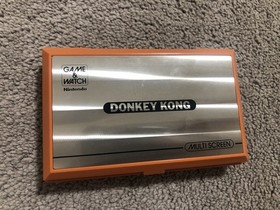 GAME
&
WATCH
Nintendo
DONKEY KONG
MULTI SCREEN